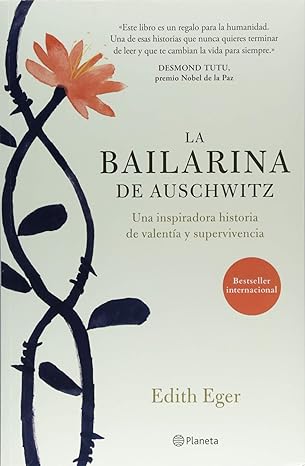 «Este libro es un regalo para la humanidad.
Una de esas historias que nunca quieres terminar
de leer y que te cambian la vida para siempre.»
DESMOND TUTU,
premio Nobel de la Paz
LA
BAILARINA
DE AUSCHWITZ
Una inspiradora historia
de valentía y supervivencia
Bestseller
internacional
Edith Eger
Planeta